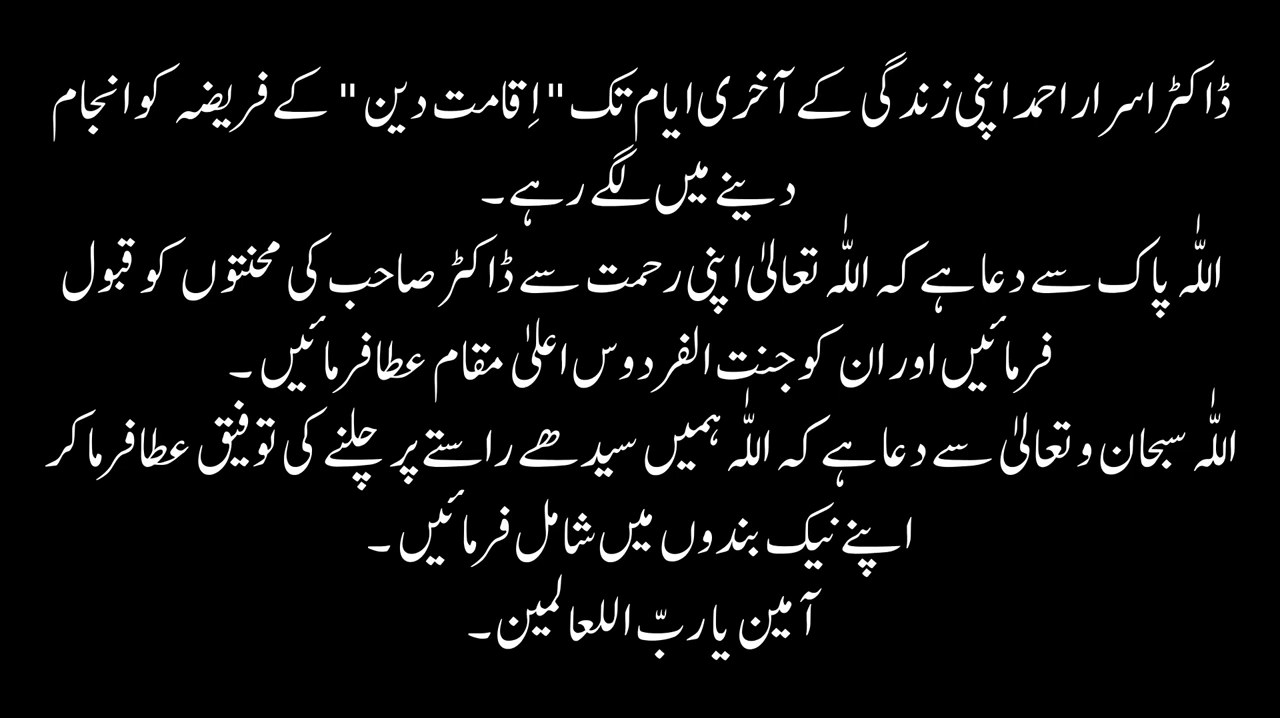 ڈاکٹر اسرار احمد اپنی زندگی کے آخری ایام تک "اِقامت دین" کے فریضہ کو انجام
دینے میں لگے رہے۔
اللہ پاک سے دعا ہے کہ اللہ تعالیٰ اپنی رحمت سے ڈاکٹر صاحب کی محنتوں کو قبول
فرمائیں اور ان کو جنت الفردوس اعلیٰ مقام عطا فرمائیں۔
اللہ سبحان و تعالیٰ سے دعا ہے کہ اللہ ہمیں سیدھے راستے پر چلنے کی توفیق عطا فرما کر
اپنے نیک بندوں میں شامل فرمائیں۔
آمین یا ربّ اللعالمین۔